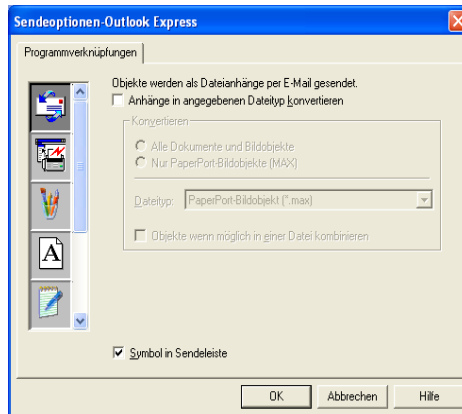 Sendeoptionen-Outlook Express
Programmverknüpfungen
Objekte werden als Dateianhänge per E-Mail gesendet.
Anhänge in angegebenen Dateityp konvertieren
Konvertieren
Alle Dokumente und Bildobjekte
Nur PaperPort-Bildobjekte (MAX)
Dateityp: PaperPort-Bildobjekt (*.max)
Objekte wenn möglich in einer Datei kombinieren
A
Symbol in Sendeleiste
OK Abbrechen Hilfe